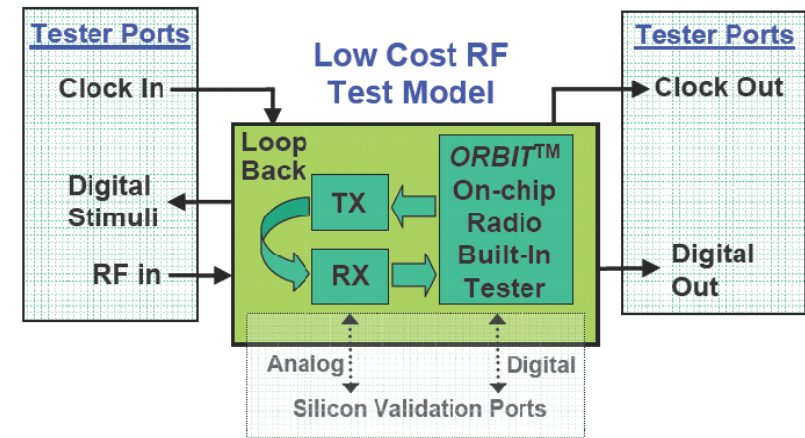 Tester Ports
Clock In
Digital
Stimuli
RF in
Low Cost RF
Test Model
Loop
Back
TX
RX
ORBIT™
On-chip
Radio
Built-In
Tester
Analog
Digital
Silicon Validation Ports
Tester Ports
Clock Out
Digital
Out